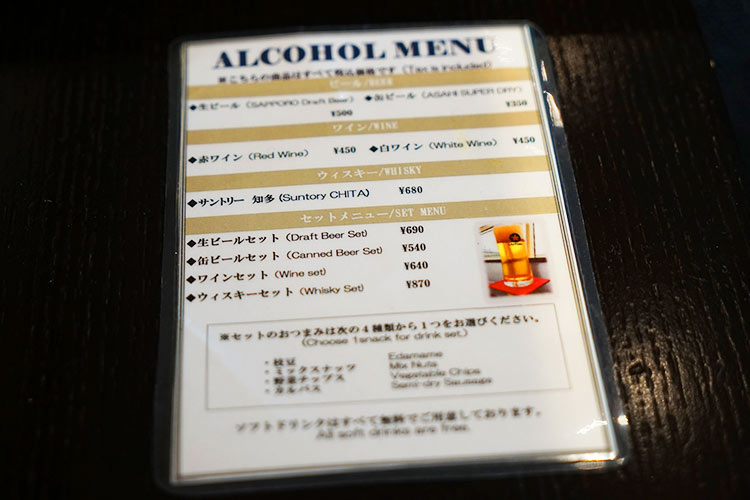 ALCOHOL MENU
※こちらの商品はすべて税込価格です (Tax is included)
ビール/BEER
◆生ビール (SAPPORO Draft Beer) ◆缶ビール (ASAHI SUPER DRY)
¥500 ¥350
ワイン/WINE
◆赤ワイン (Red Wine) ¥450 ◆白ワイン (White Wine) ¥450
ウィスキー/WHISKY
◆サントリー 知多 (Suntory CHITA) ¥680
セットメニュー/SET MENU
◆生ビールセット (Draft Beer Set) ¥690
◆缶ビールセット (Canned Beer Set) ¥540
◆ワインセット (Wine set) ¥640
◆ウィスキーセット (Whisky Set) ¥870
※セットのおつまみは次の4種類から1つをお選びください。
(Choose 1snack for drink set.)
・枝豆 Edamame
・ミックスナッツ Mix Nuts
・野菜チップス Vegetable Chips
・カルパス Semi-dry Sausage
ソフトドリンクはすべて無料でご用意しております。
All soft drinks are free.